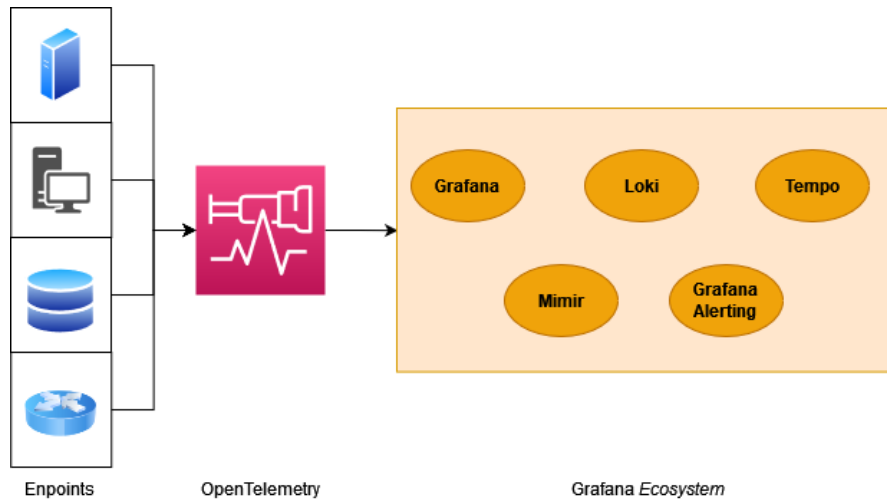 Grafana
Loki
Tempo
Mimir
Grafana
Alerting
Enpoints
OpenTelemetry
Grafana Ecosystem